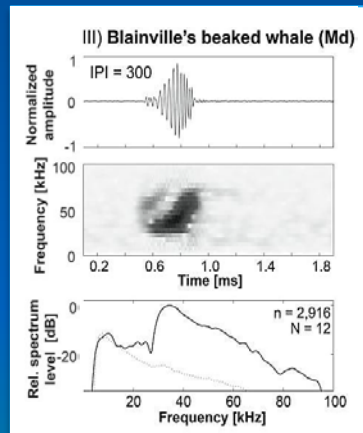 III) Blainville's beaked whale (Md)
Normalized
amplitude
1
0
-1
IPI = 300
Frequency [kHz]
100
50
0
0.2 0.6 1.0 1.4 1.8
Time [ms]
Rel. spectrum
level [dB]
0
-20
n = 2,916
N = 12
0 20 40 60 80 100
Frequency [kHz]